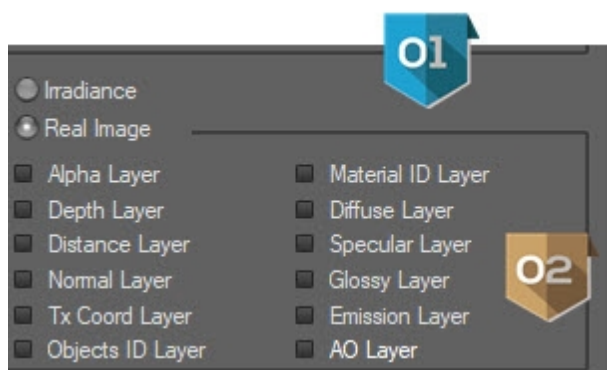 01
Irradiance
Real Image
Alpha Layer Material ID Layer
Depth Layer Diffuse Layer
Distance Layer Specular Layer
Normal Layer Glossy Layer
02
Tx Coord Layer Emission Layer
Objects ID Layer AO Layer